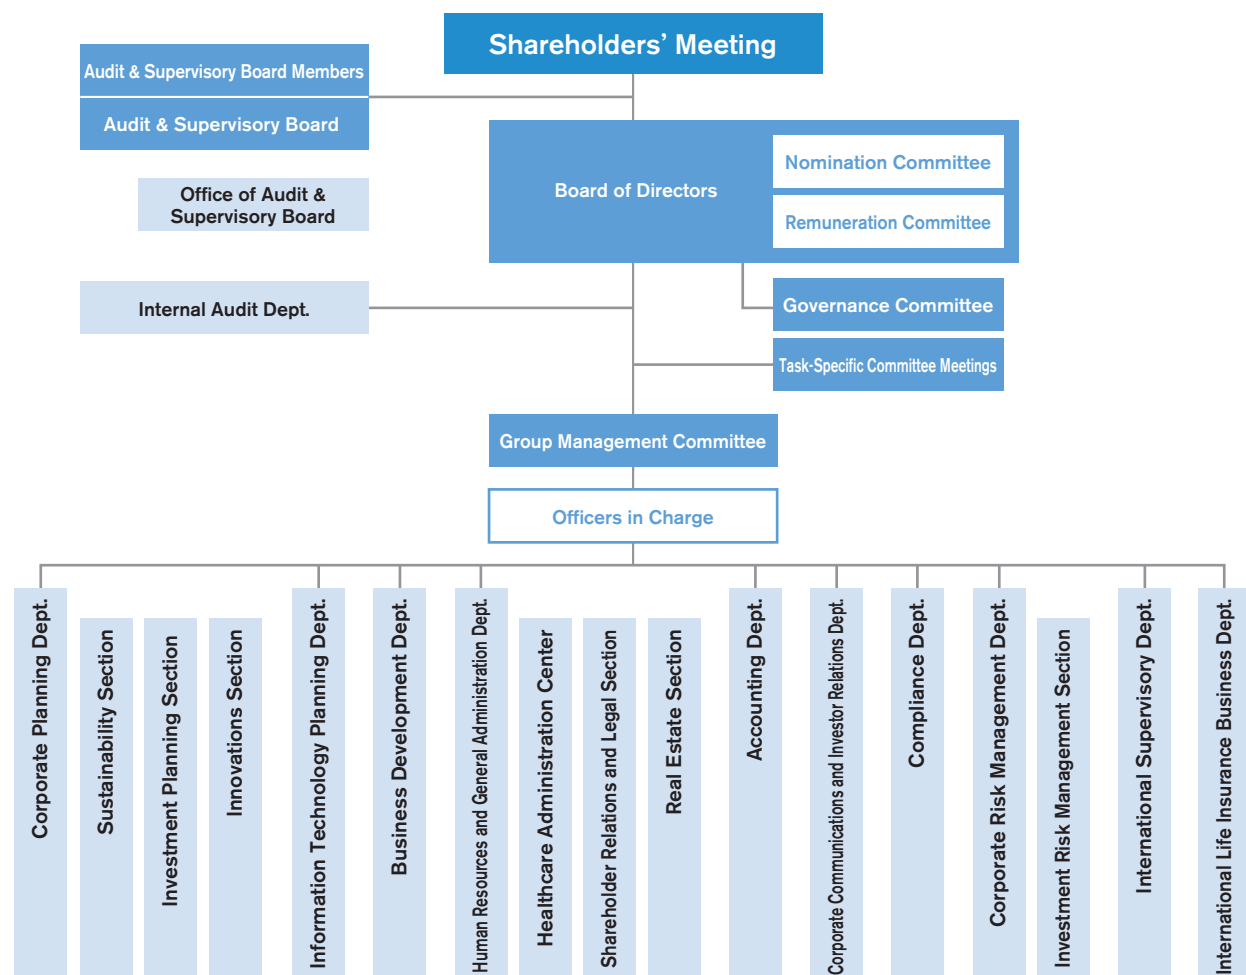 Shareholders' Meeting
Audit & Supervisory Board Members
Audit & Supervisory Board
Office of Audit &
Supervisory Board
Board of Directors
Nomination Committee
Remuneration Committee
Internal Audit Dept.
Governance Committee
Task-Specific Committee Meetings
Group Management Committee
Officers in Charge
Corporate Planning Dept.
Sustainability Section
Investment Planning Section
Innovations Section
Information Technology Planning Dept.
Business Development Dept.
Human Resources and General Administration Dept.
Healthcare Administration Center
Shareholder Relations and Legal Section
Real Estate Section
Accounting Dept.
Corporate Communications and Investor Relations Dept.
Compliance Dept.
Corporate Risk Management Dept.
Investment Risk Management Section
International Supervisory Dept.
International Life Insurance Business Dept.